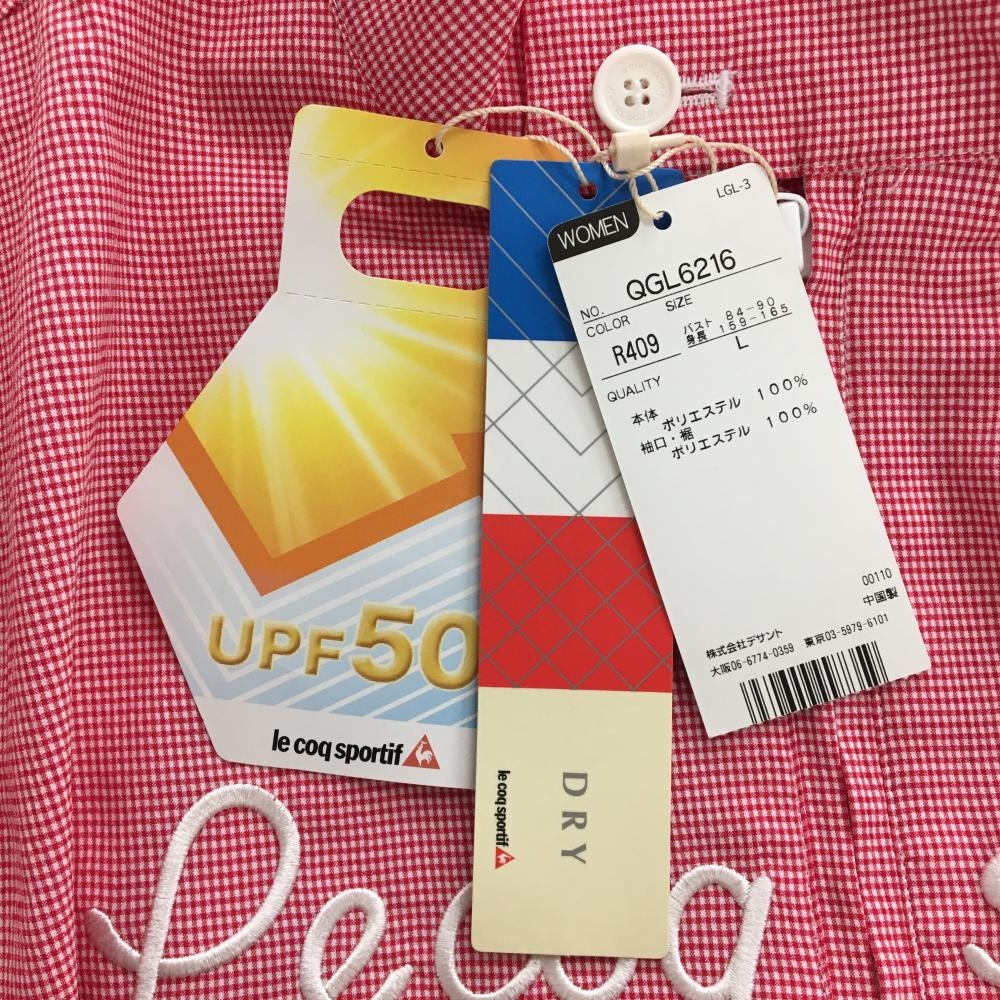 UPF50
le coq sportif
DRY
le coq sportif
WOMEN
LGL-3
NO. QGL6216
COLOR SIZE
R409
バスト 84-90
身長 159-165
L
QUALITY
本体
ポリエステル 100%
袖口・裾
ポリエステル 100%
00110
中国製
株式会社デサント
大阪06-6774-0359 東京03-5979-6101
lecoq